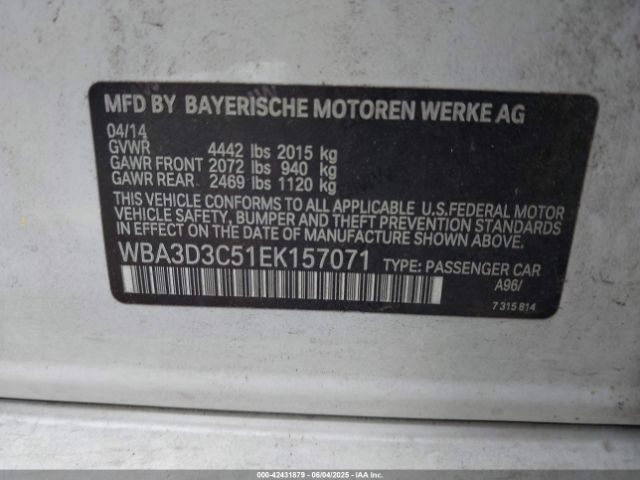 MFD BY BAYERISCHE MOTOREN WERKE AG
04/14
GVWR 4442 lbs 2015 kg
GAWR FRONT 2072 lbs 940 kg
GAWR REAR 2469 lbs 1120 kg
THIS VEHICLE CONFORMS TO ALL APPLICABLE U.S.FEDERAL MOTOR
VEHICLE SAFETY, BUMPER AND THEFT PREVENTION STANDARDS
IN EFFECT ON THE DATE OF MANUFACTURE SHOWN ABOVE.
WBA3D3C51EK157071 TYPE: PASSENGER CAR
A96/
7 315 814
000-42431879 | 06/04/2025 - IAAI Inc.